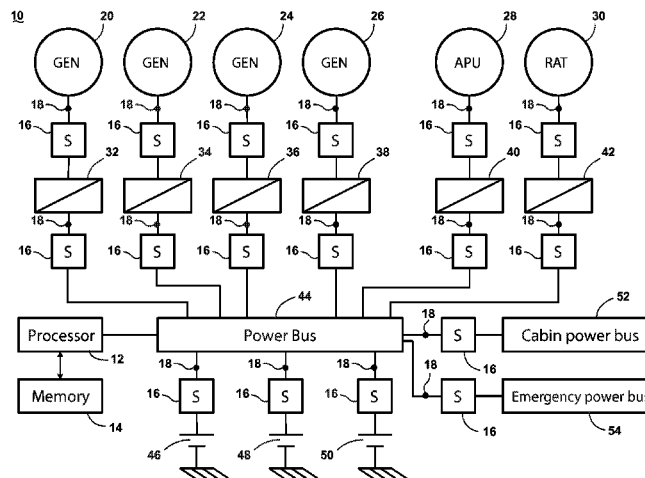 10 20 22 24 26 28 30
GEN GEN GEN GEN APU RAT
18 18 18 18 18 18
16 S 16 S 16 S 16 S 16 S 16 S
32 34 36 38 40 42
18 18 18 18 18 18
16 S 16 S 16 S 16 S 16 S 16 S
44 52
Processor Power Bus 18 S Cabin power bus
12 18 16
18 18 18
Memory 16 S 16 S 16 S S Emergency power bus
14 16 54
46 48 50